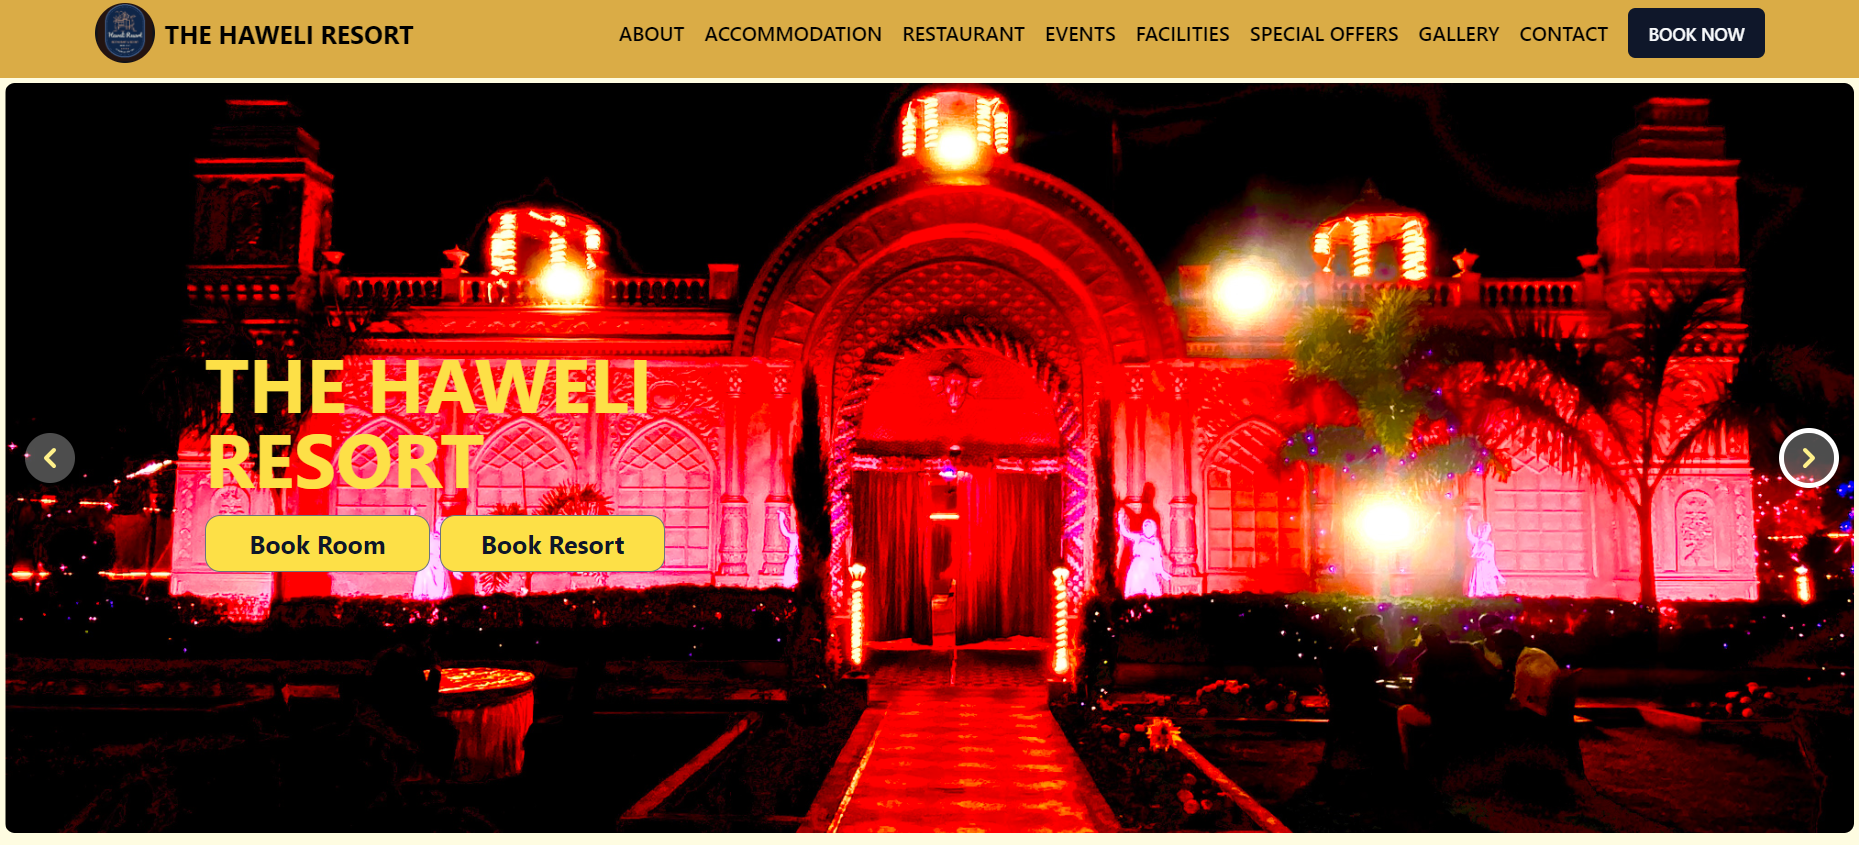 THE HAWELI RESORT
ABOUT
ACCOMMODATION
RESTAURANT
EVENTS
FACILITIES
SPECIAL OFFERS
GALLERY
CONTACT
BOOK NOW
THE HAWELI
RESORT
Book Room
Book Resort